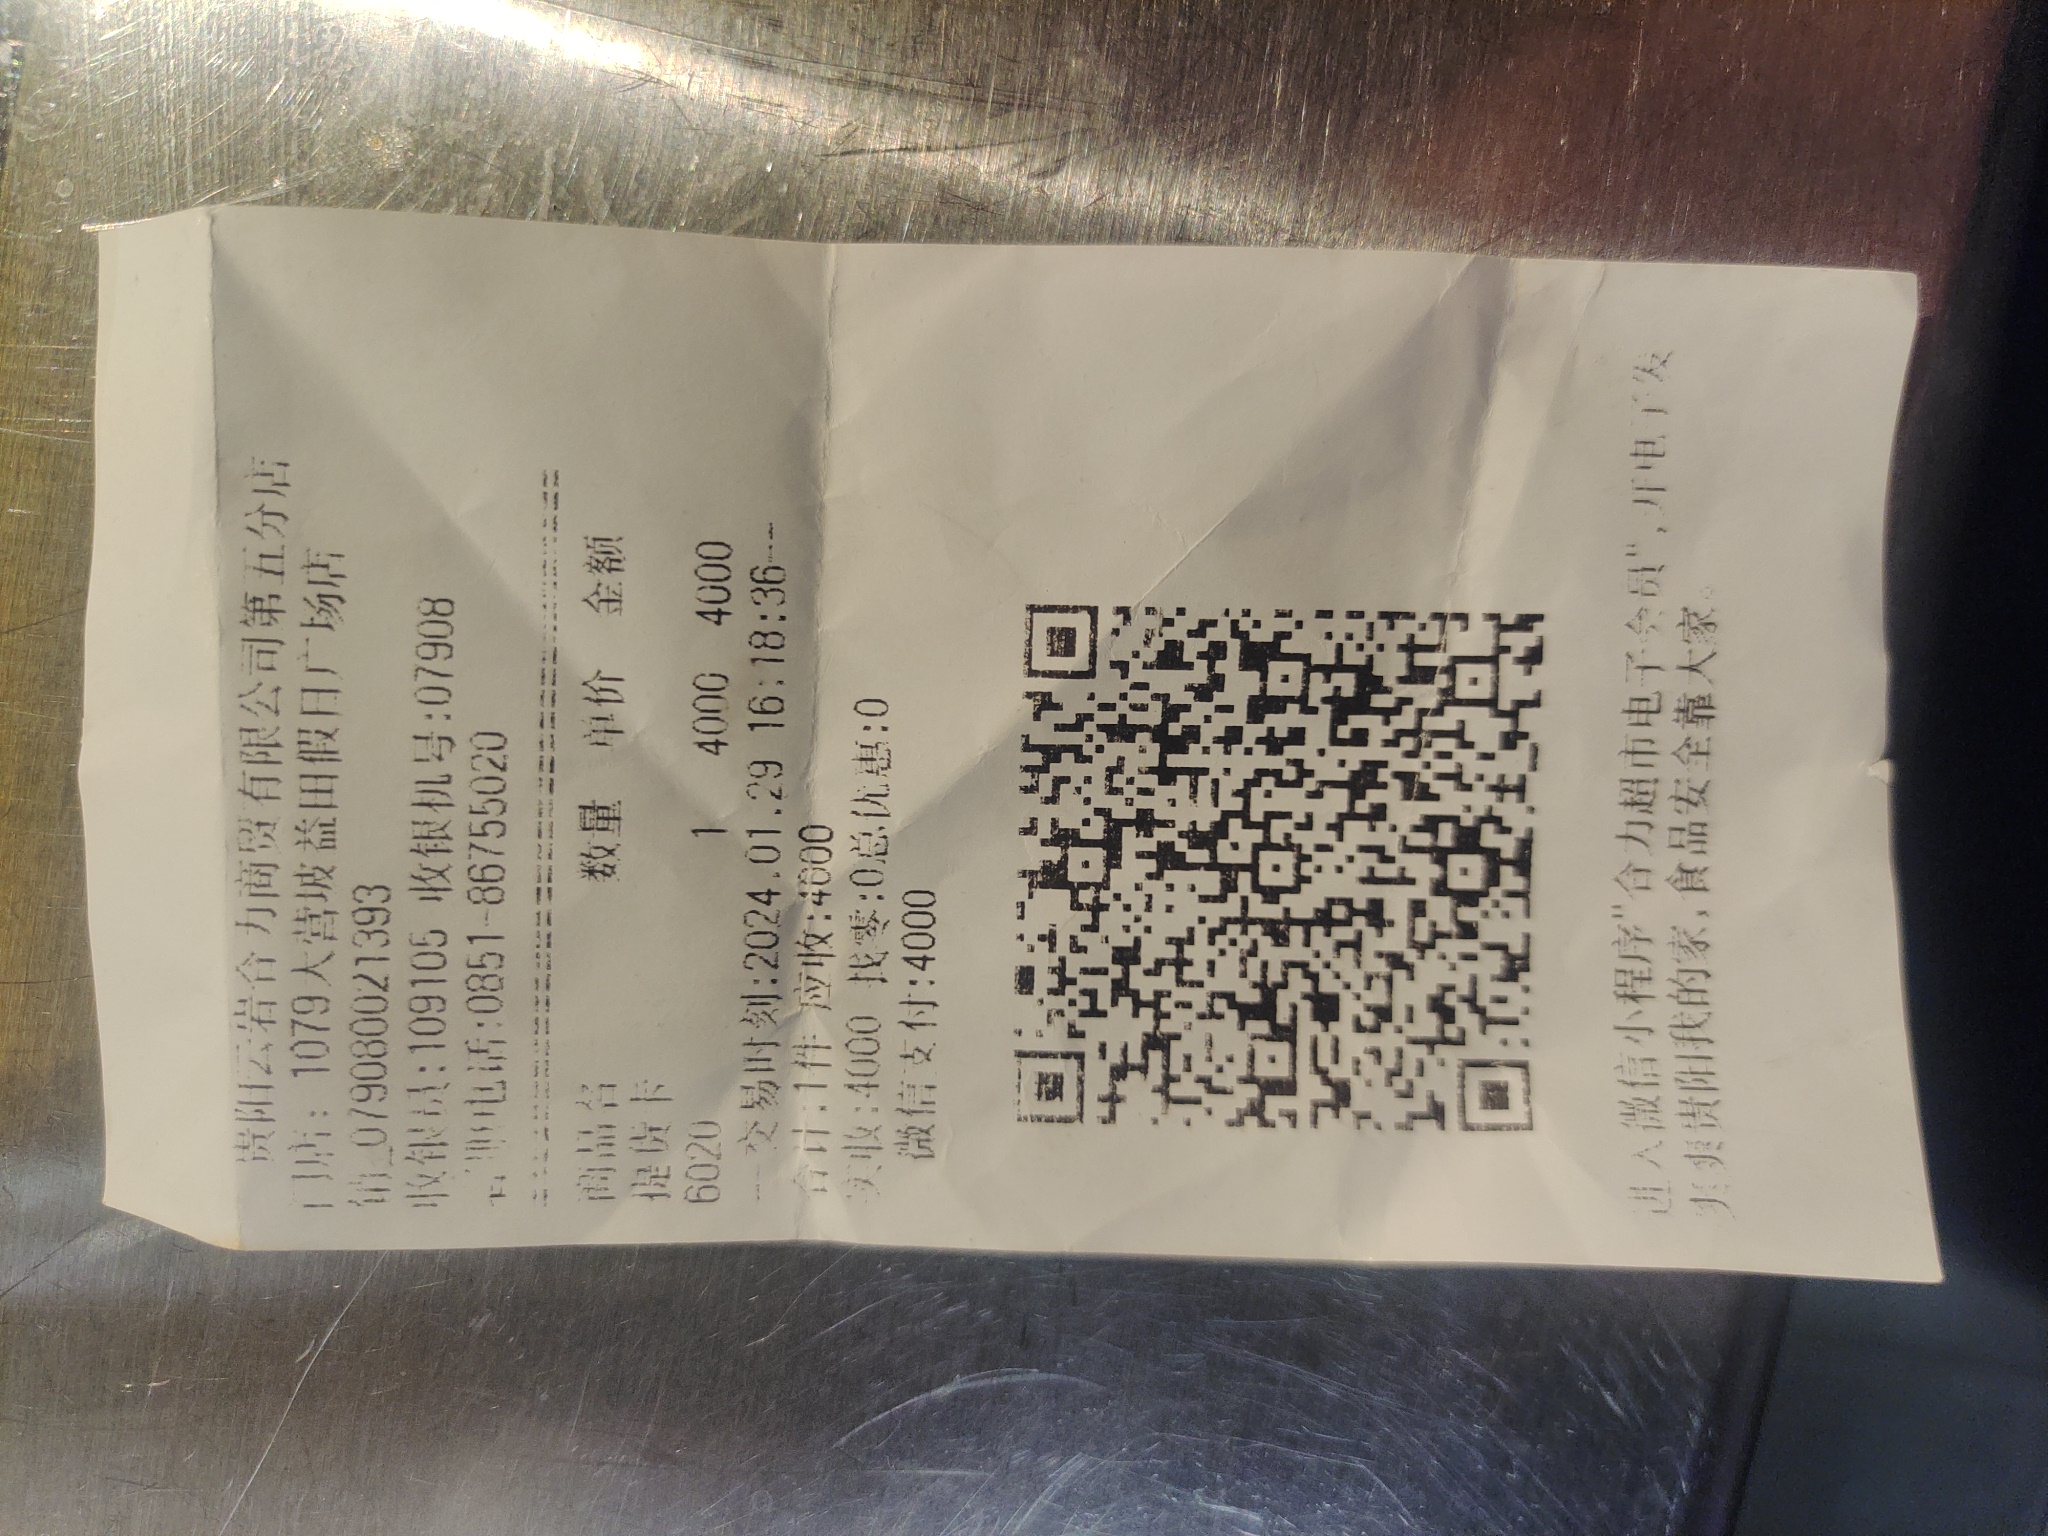 贵阳云岩合力商贸有限公司第五分店
门店: 1079大营坡益田假日广场店
销_0790800021393
收银员:109105 收银机号:07908
电话:0851-86755020
商品名 数量 单价 金额
提货卡
6020 1 4000 4000
--交易时刻:2024.01.29 16:18:36---
合计:1件 应收:4000
实收:4000 找零:0总优惠:0
微信支付:4000
进入微信小程序"合力超市电子会员",开电子发
爽爽贵阳我的家,食品安全靠大家。